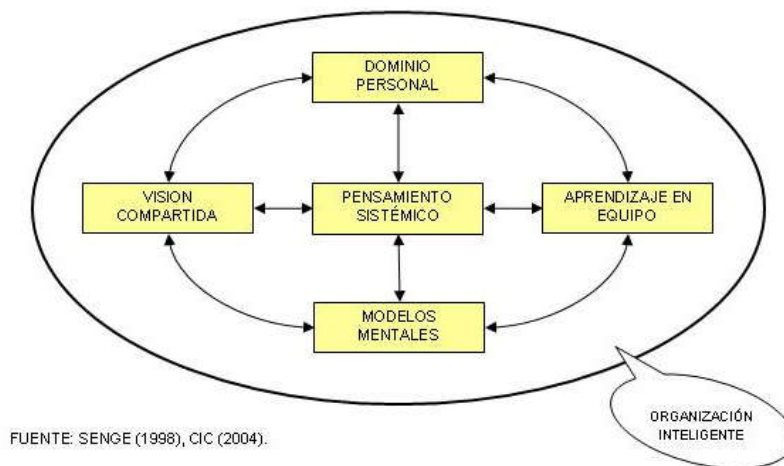 DOMINIO
PERSONAL
VISION
COMPARTIDA
PENSAMIENTO
SISTÉMICO
APRENDIZAJE EN
EQUIPO
MODELOS
MENTALES
ORGANIZACIÓN
INTELIGENTE
FUENTE: SENGE (1998), CIC (2004).